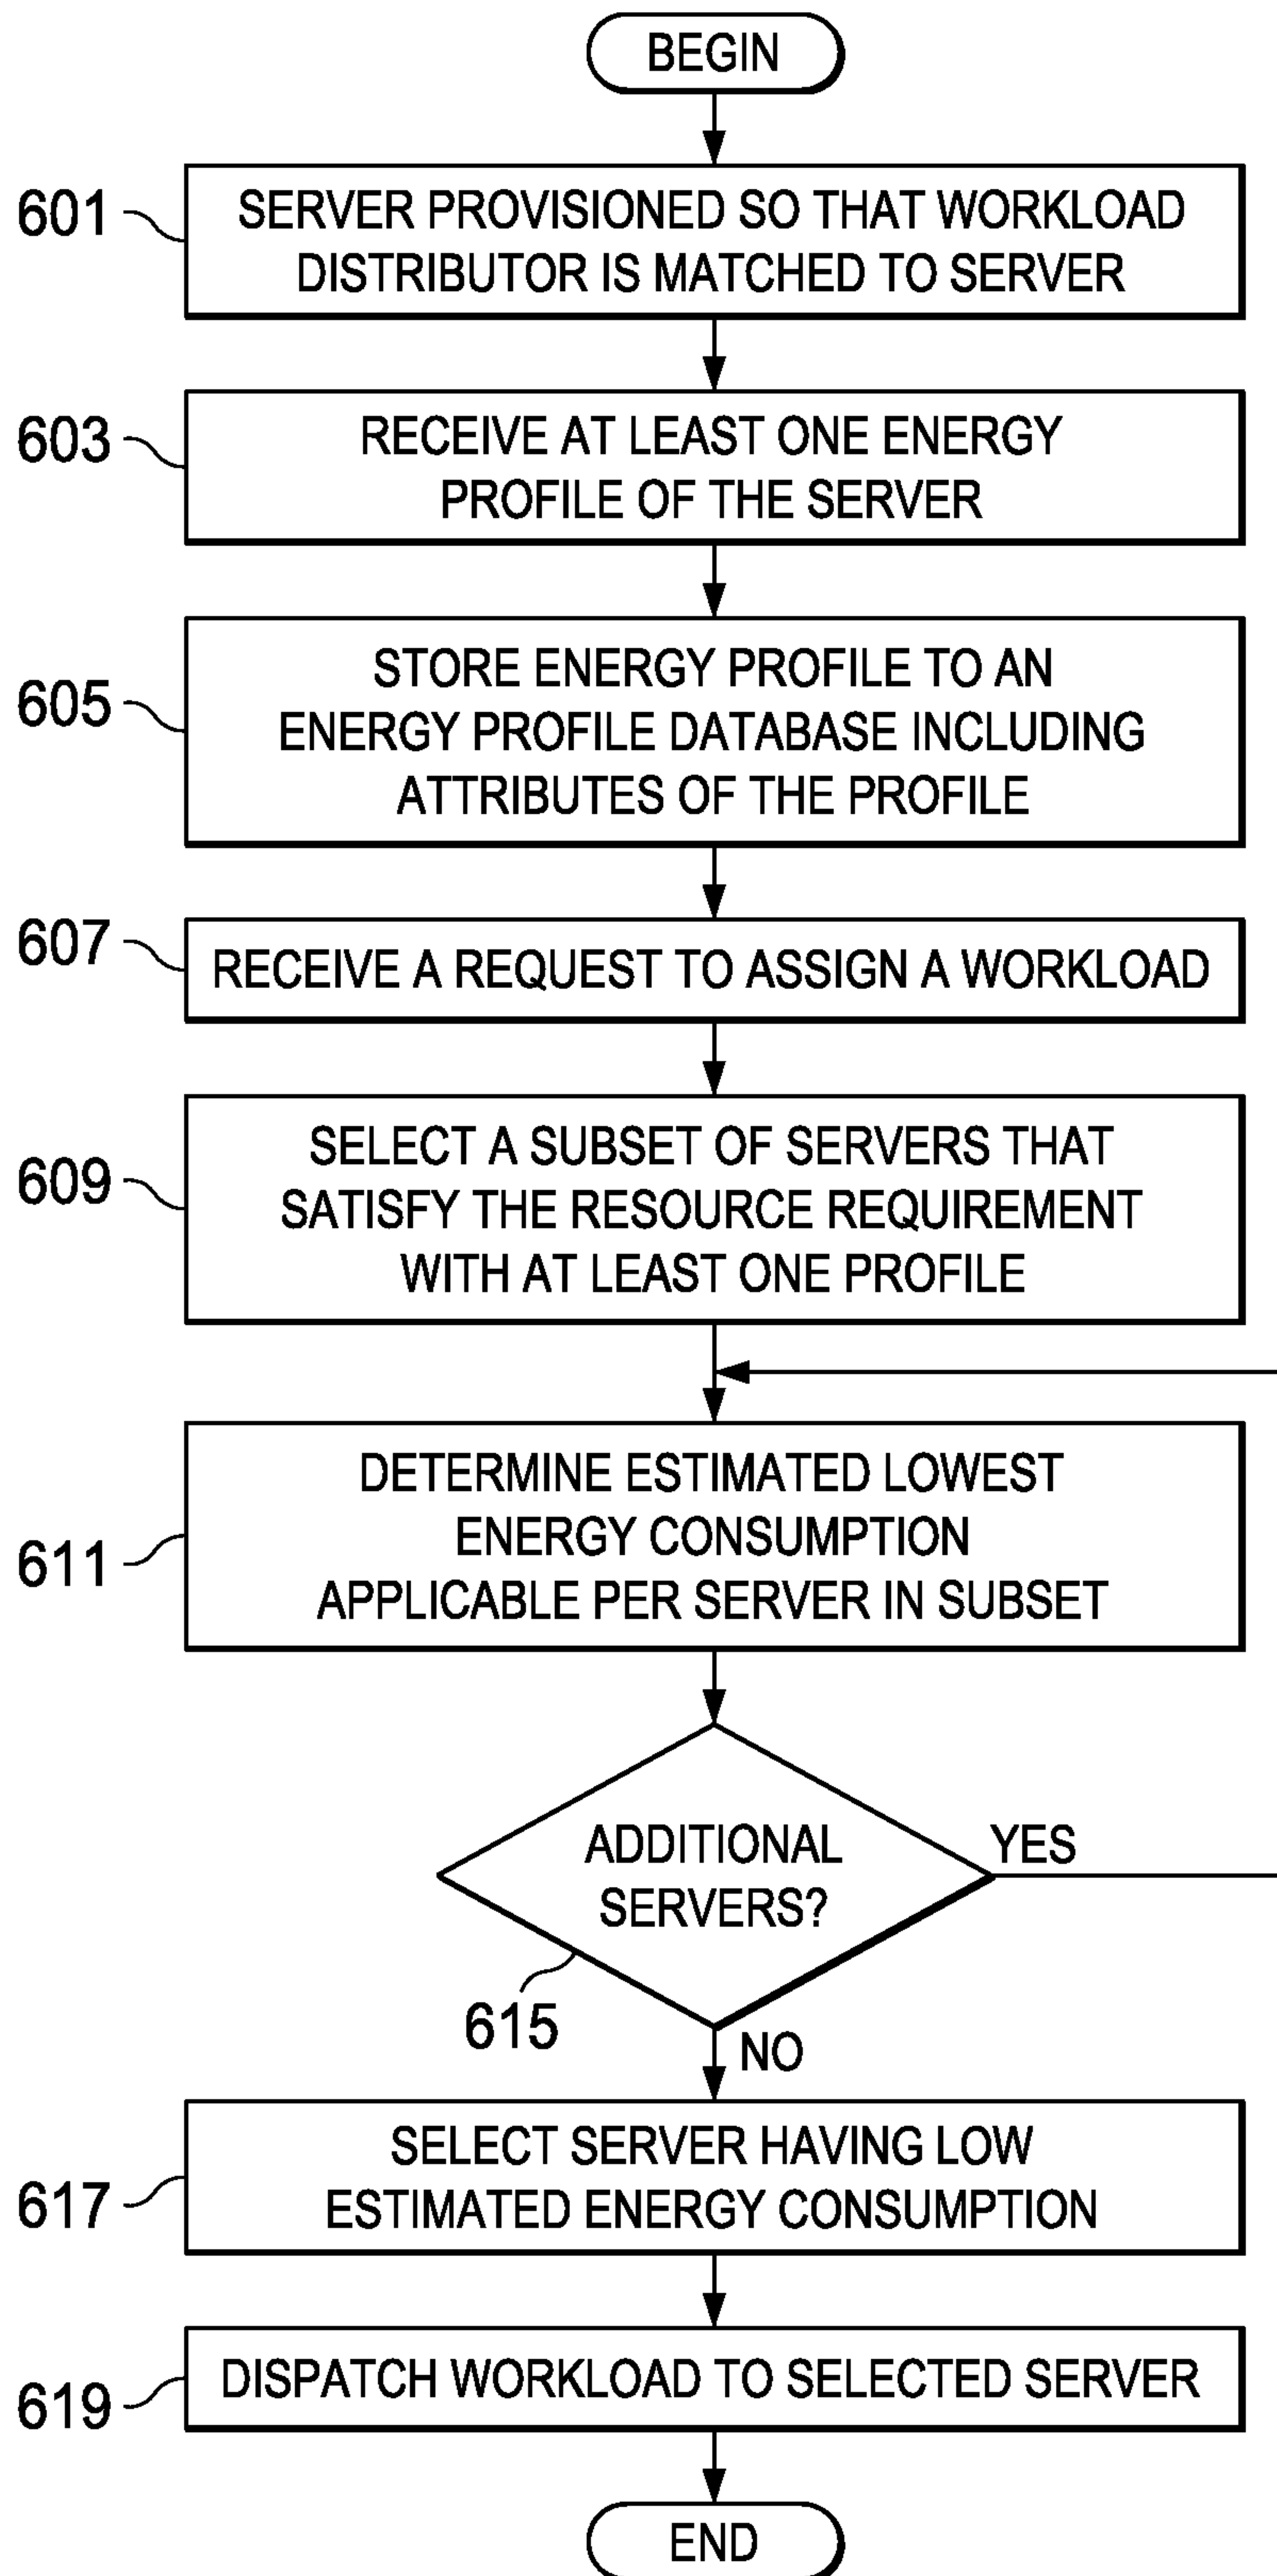 BEGIN
601
SERVER PROVISIONED SO THAT WORKLOAD
DISTRIBUTOR IS MATCHED TO SERVER
603
RECEIVE AT LEAST ONE ENERGY
PROFILE OF THE SERVER
605
STORE ENERGY PROFILE TO AN
ENERGY PROFILE DATABASE INCLUDING
ATTRIBUTES OF THE PROFILE
607
RECEIVE A REQUEST TO ASSIGN A WORKLOAD
609
SELECT A SUBSET OF SERVERS THAT
SATISFY THE RESOURCE REQUIREMENT
WITH AT LEAST ONE PROFILE
611
DETERMINE ESTIMATED LOWEST
ENERGY CONSUMPTION
APPLICABLE PER SERVER IN SUBSET
ADDITIONAL
SERVERS?
YES
615
NO
617
SELECT SERVER HAVING LOW
ESTIMATED ENERGY CONSUMPTION
619
DISPATCH WORKLOAD TO SELECTED SERVER
END